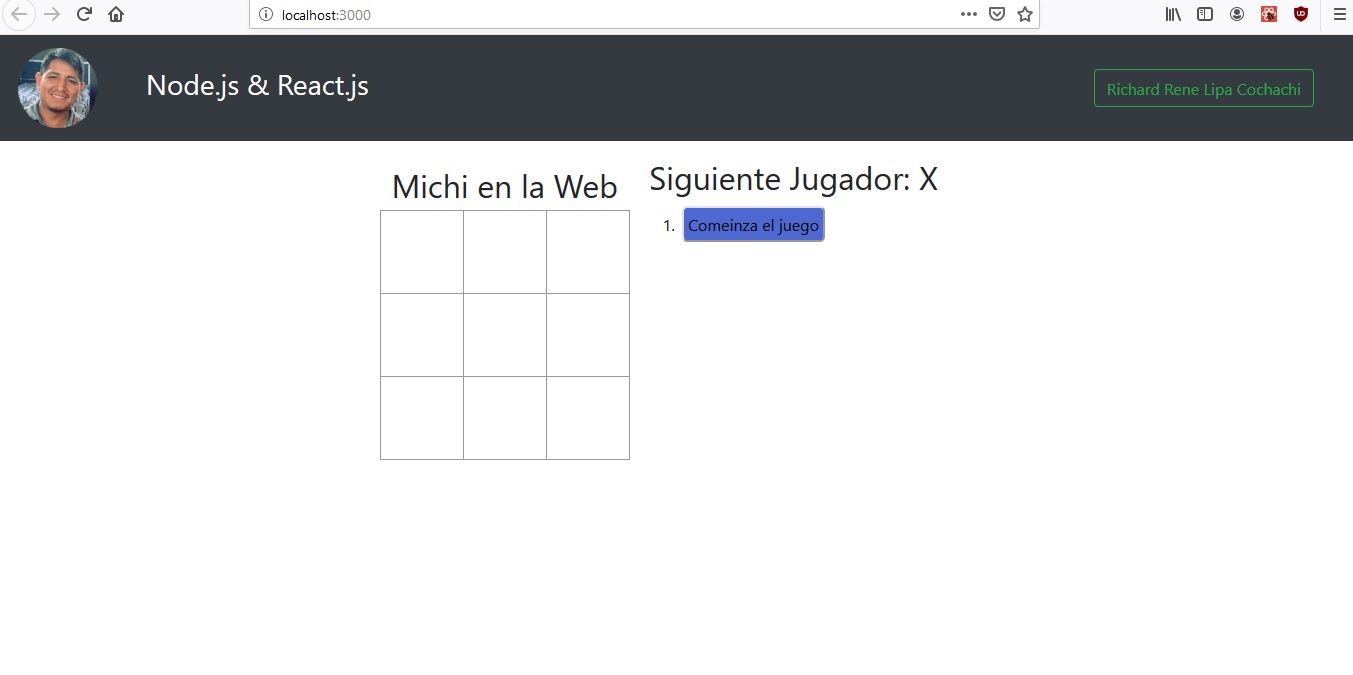 localhost:3000
Node.js & React.js
Richard Rene Lipa Cochachi
Michi en la Web
Siguiente Jugador: X
1. Comeinza el juego